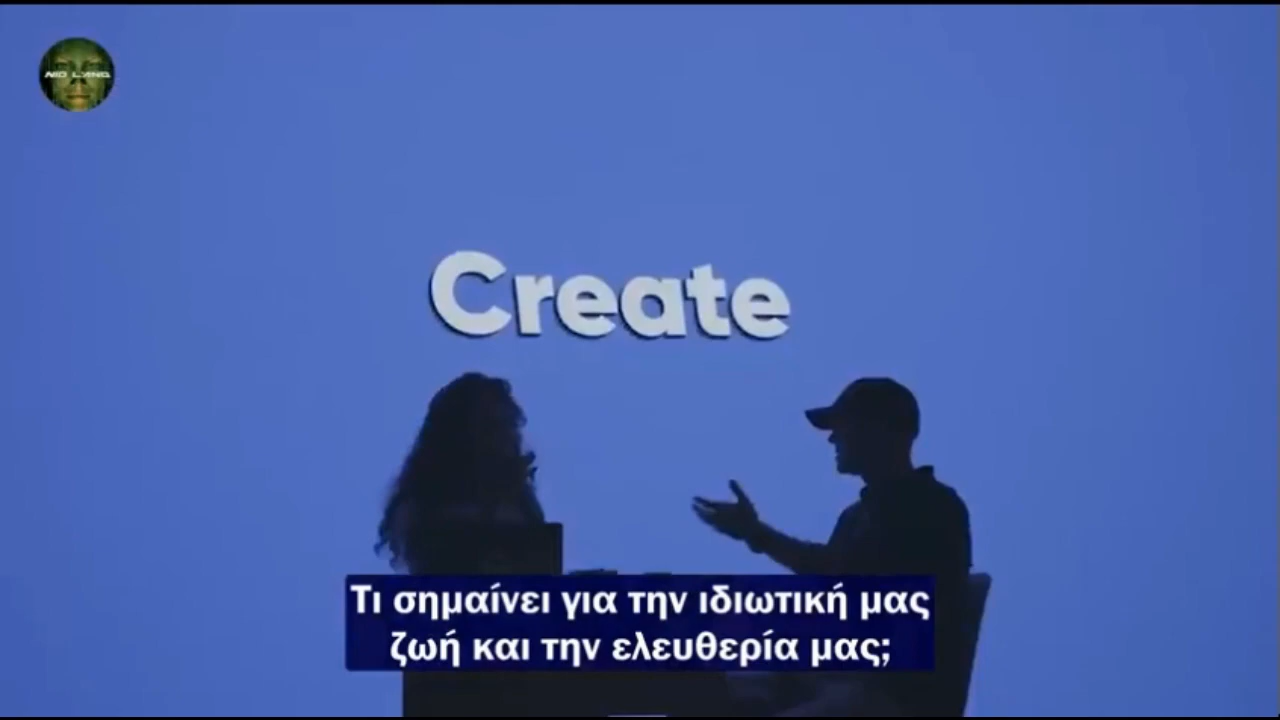 Create
Τι σημαίνει για την ιδιωτική μας
ζωή και την ελευθερία μας;